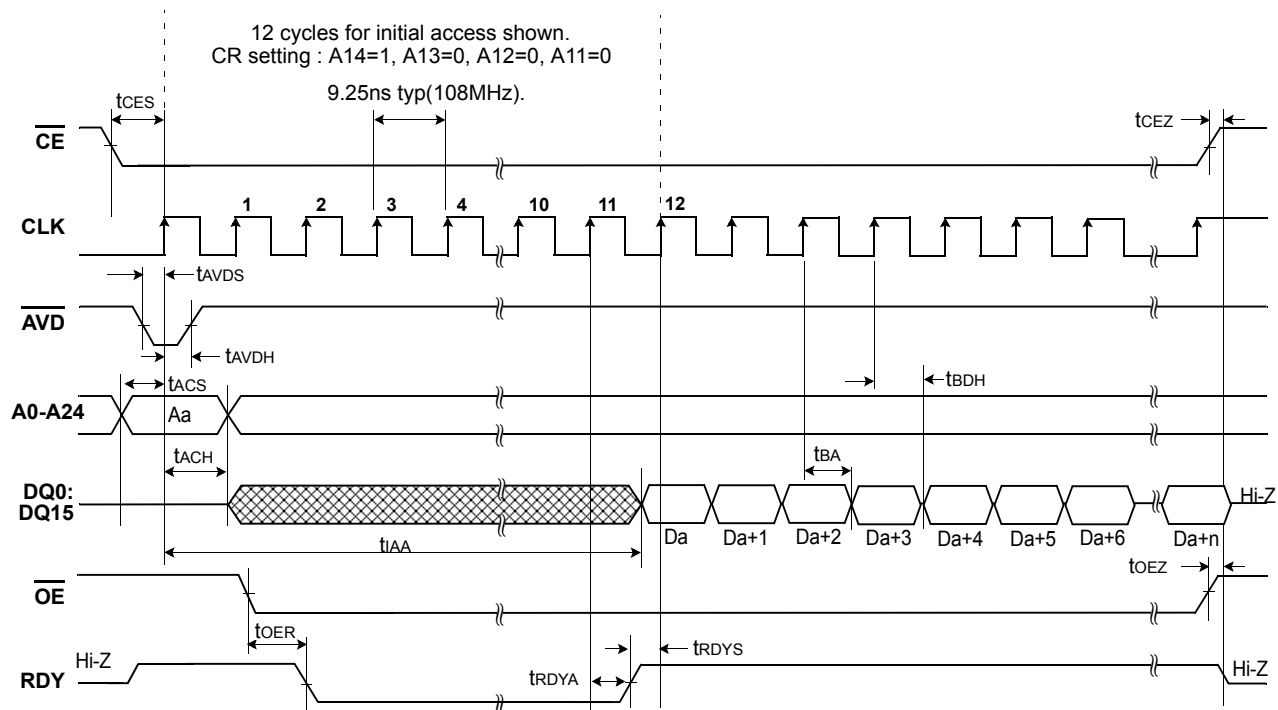 12 cycles for initial access shown.
CR setting : A14=1, A13=0, A12=0, A11=0
9.25ns typ(108MHz).
tCES
tCEZ
CE
1 2 3 4 10 11 12
CLK
tAVDS
AVD
tAVDH
tACS
tBDH
A0-A24
Aa
tACH
tBA
DQ0:
DQ15
Hi-Z
Da Da+1 Da+2 Da+3 Da+4 Da+5 Da+6 Da+n
tIAA
tOEZ
OE
tOER
tRDYS
Hi-Z
RDY
tRDYA
Hi-Z